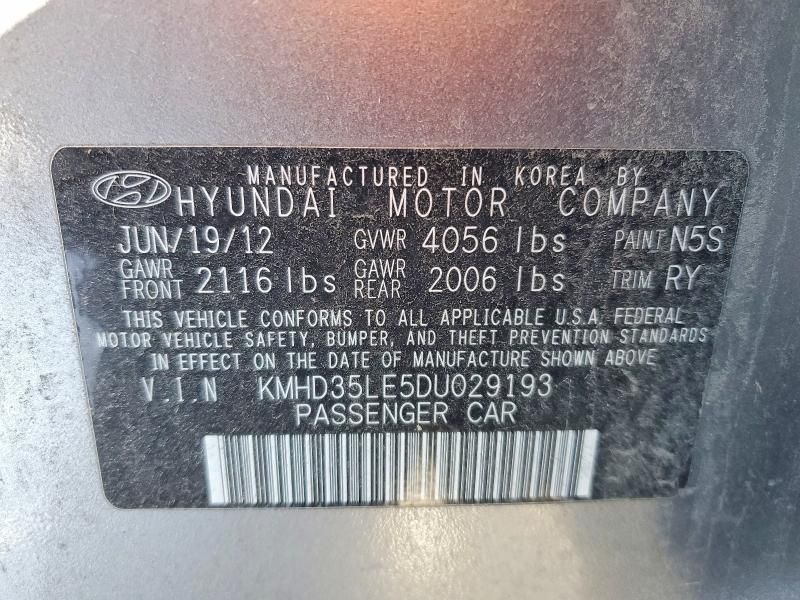 MANUFACTURED IN KOREA BY
HYUNDAI MOTOR COMPANY
JUN/19/12 GVWR 4056 lbs PAINT N5S
GAWR FRONT 2116 lbs GAWR REAR 2006 lbs TRIM RY
THIS VEHICLE CONFORMS TO ALL APPLICABLE U.S.A. FEDERAL
MOTOR VEHICLE SAFETY, BUMPER, AND THEFT PREVENTION STANDARDS
IN EFFECT ON THE DATE OF MANUFACTURE SHOWN ABOVE
V.I.N KMHD35LE5DU029193
PASSENGER CAR